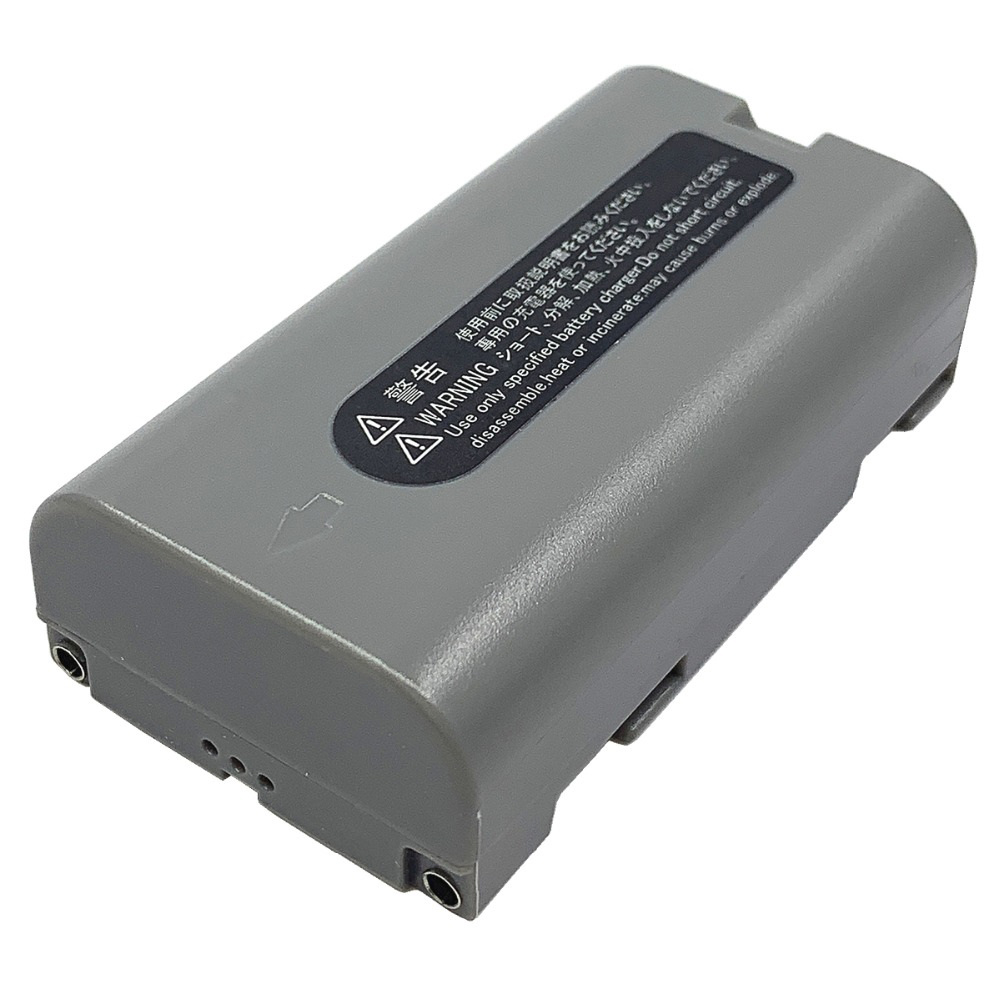 警告
使用前に取扱説明書をお読みください.
専用の充電器を使ってください.
WARNING ショート、分解、加熱、火中投入をしないでください.
Use only specified battery charger.Do not short circuit.
disassemble.heat or incinerate:may cause burns or explode.